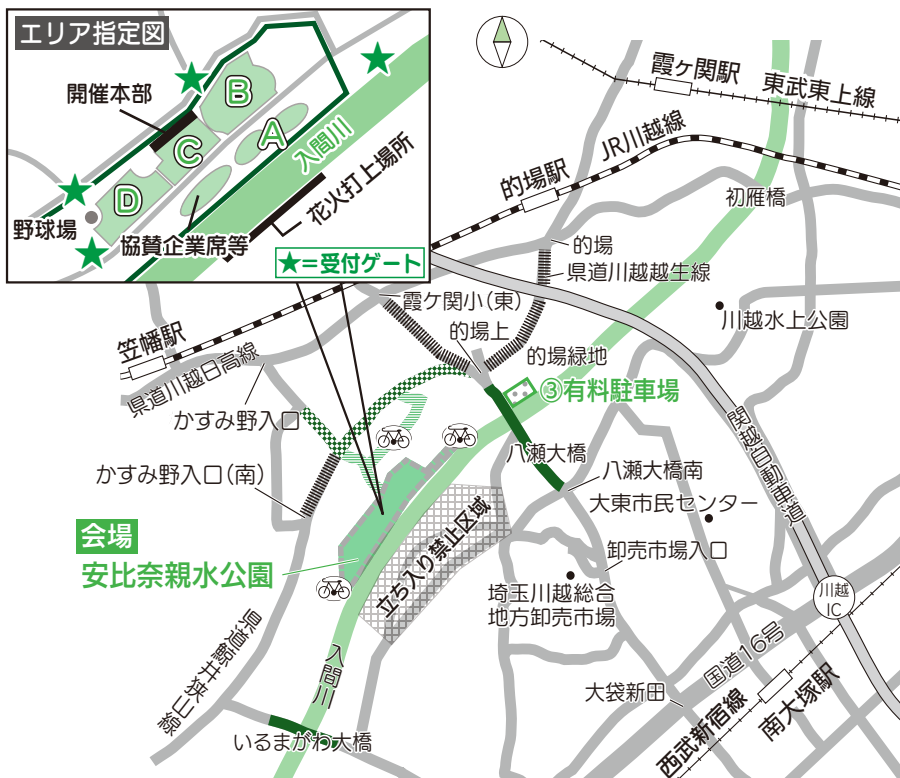 エリア指定図
開催本部
B
A
C
D
入間川
花火打上場所
野球場
協賛企業席等
★=受付ゲート
霞ヶ関駅
東武東上線
JR川越線
的場駅
初雁橋
的場
県道川越越生線
霞ケ関小(東)
的場上
川越水上公園
笠幡駅
県道川越日高線
的場緑地
③有料駐車場
かすみ野入口
関越自動車道
八瀬大橋
かすみ野入口(南)
八瀬大橋南
大東市民センター
会場
安比奈親水公園
立ち入り禁止区域
卸売市場入口
埼玉川越総合
地方卸売市場
川越
IC
県道鯨井狭山線
入間川
国道16号
大袋新田
西武新宿線
南大塚駅
いるまがわ大橋